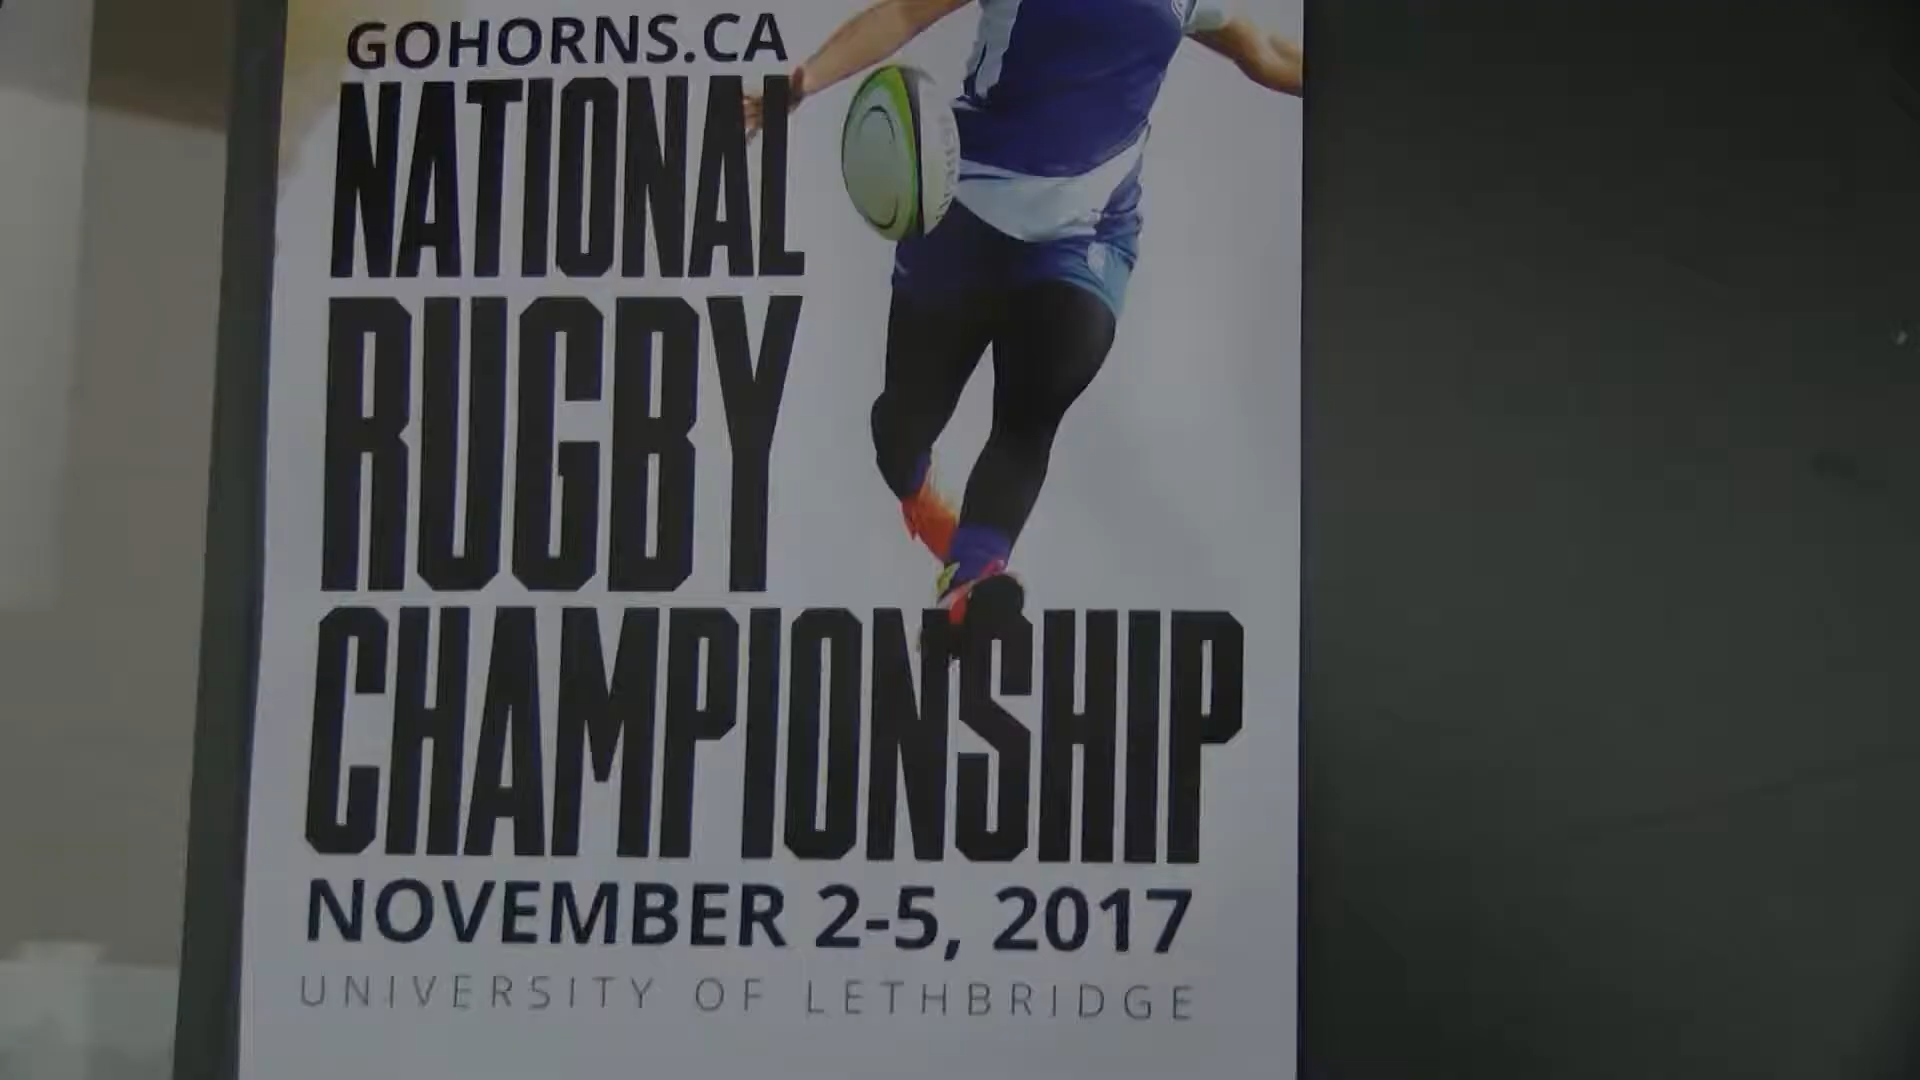 GOHORNS.CA
NATIONAL
RUGBY
CHAMPIONSHIP
NOVEMBER 2-5, 2017
UNIVERSITY OF LETHBRIDGE